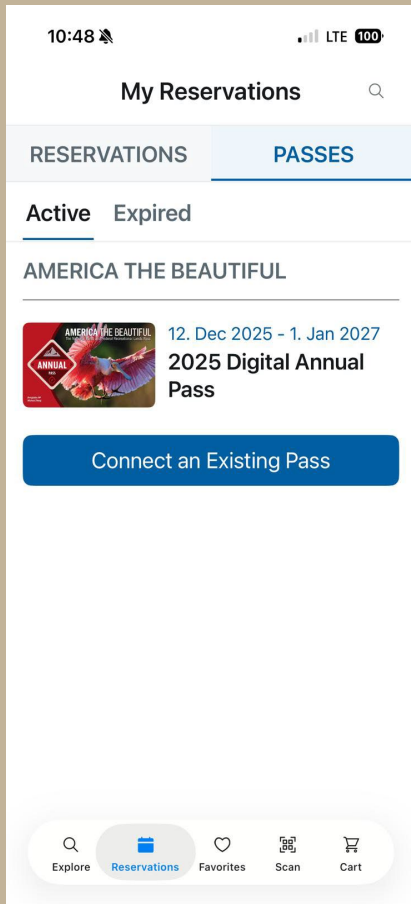 10:48
LTE 100
My Reservations
RESERVATIONS PASSES
Active Expired
AMERICA THE BEAUTIFUL
AMERICA THE BEAUTIFUL
ANNUAL
PASS
12. Dec 2025 - 1. Jan 2027
2025 Digital Annual
Pass
Connect an Existing Pass
Explore Reservations Favorites Scan Cart